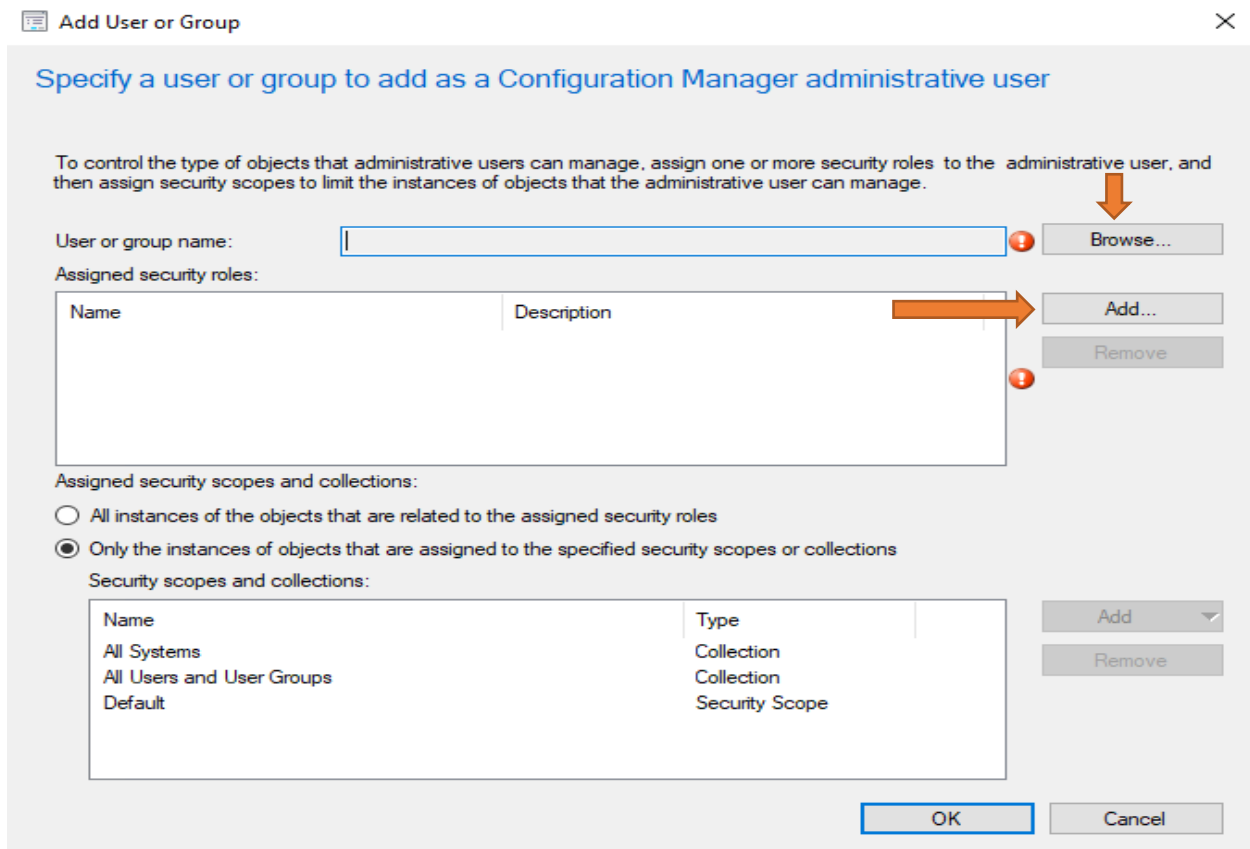 Add User or Group
Specify a user or group to add as a Configuration Manager administrative user
To control the type of objects that administrative users can manage, assign one or more security roles to the administrative user, and
then assign security scopes to limit the instances of objects that the administrative user can manage.
User or group name:
Browse...
Assigned security roles:
Name Description
Add...
Remove
Assigned security scopes and collections:
All instances of the objects that are related to the assigned security roles
Only the instances of objects that are assigned to the specified security scopes or collections
Security scopes and collections:
Name Type
Add
All Systems Collection
Remove
All Users and User Groups Collection
Default Security Scope
OK Cancel